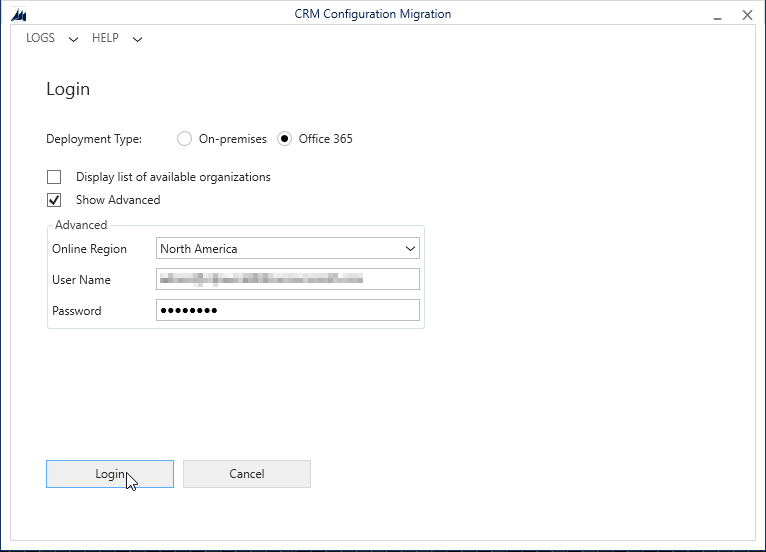 CRM Configuration Migration
LOGS HELP
Login
Deployment Type: On-premises Office 365
Display list of available organizations
Show Advanced
Advanced
Online Region North America
User Name
Password ●●●●●●●●
Login Cancel